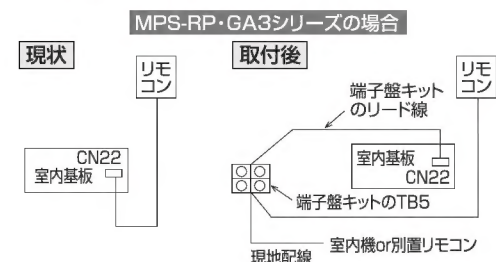 MPS-RP・GA3シリーズの場合
現状
リモ
コン
CN22
室内基板
取付後
リモ
コン
端子盤キット
のリード線
室内基板
CN22
端子盤キットのTB5
室内機or別置リモコン
現地配線